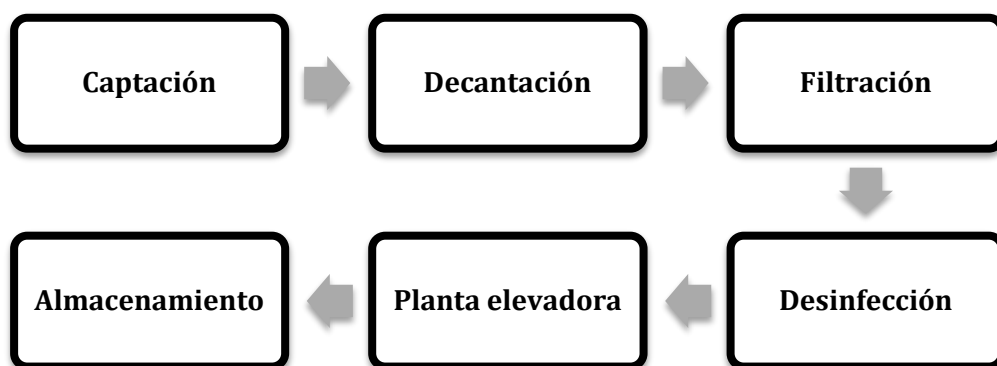 Captación
Decantación
Filtración
Desinfección
Planta elevadora
Almacenamiento